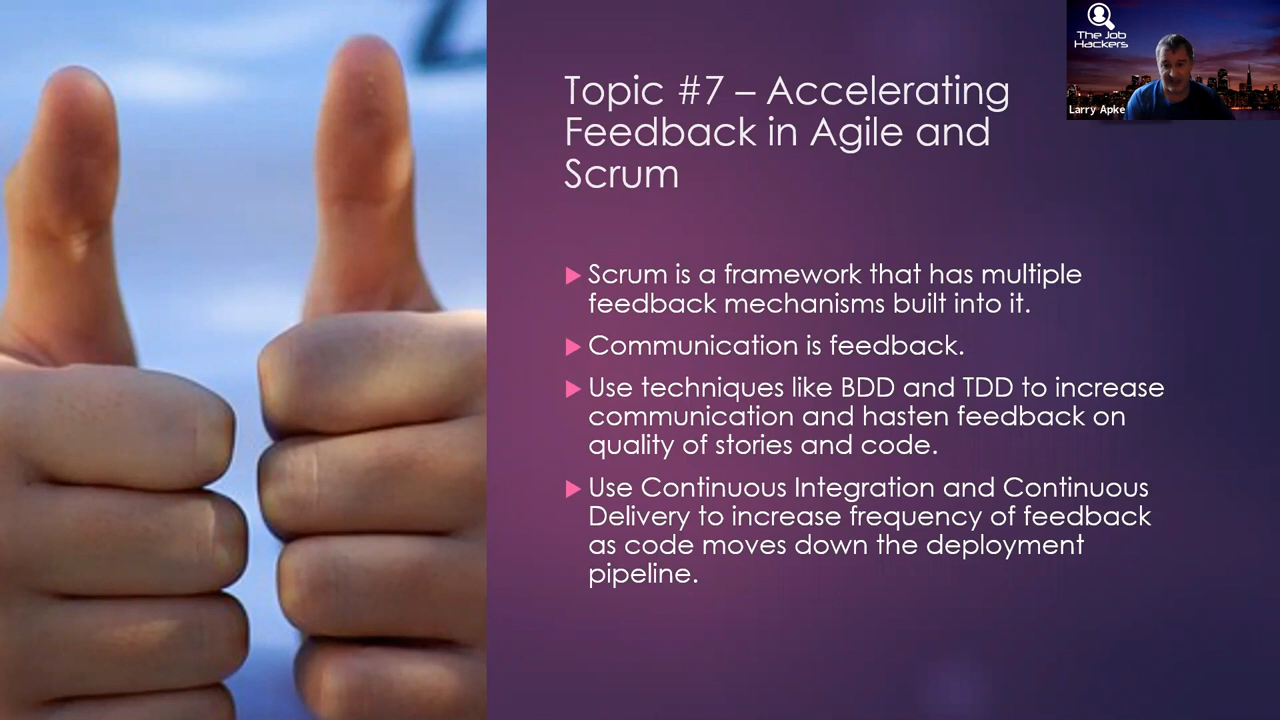 Topic #7 – Accelerating
Feedback in Agile and
Scrum
Scrum is a framework that has multiple
feedback mechanisms built into it.
Communication is feedback.
Use techniques like BDD and TDD to increase
communication and hasten feedback on
quality of stories and code.
Use Continuous Integration and Continuous
Delivery to increase frequency of feedback
as code moves down the deployment
pipeline.
The Job
Hackers
Larry Apke